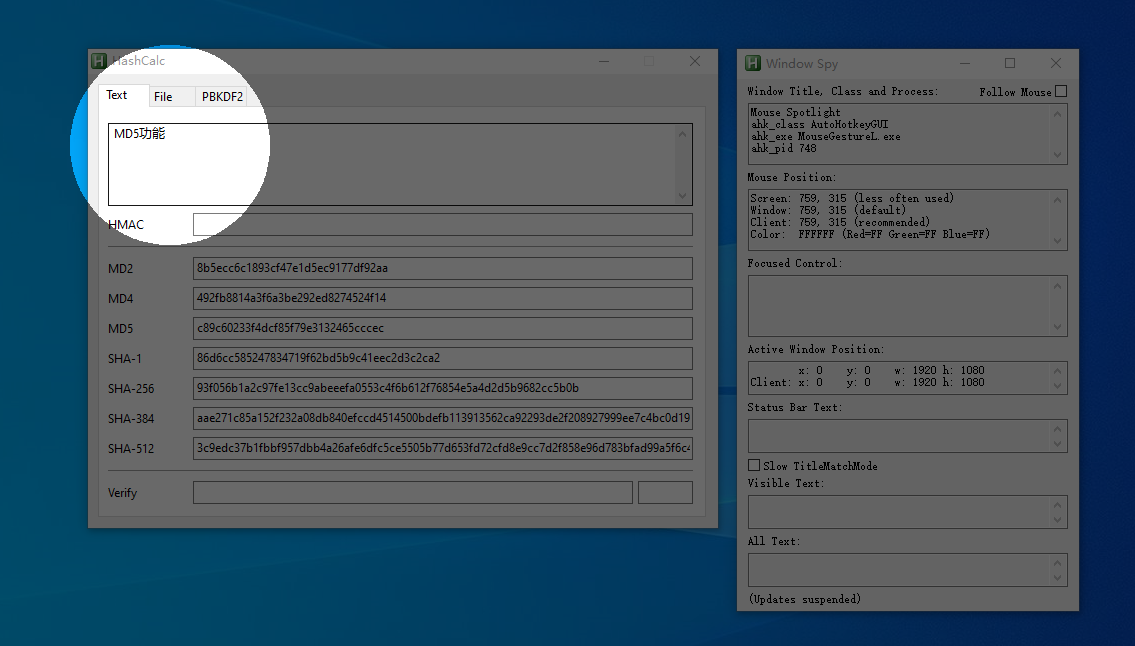 HashCalc
Text File PBKDF2
MD5功能
HMAC
MD2 8b5ecc6c1893cf47e1d5ec9177df92aa
MD4 492fb8814a3f6a3be292ed8274524f14
MD5 c89c60233f4dcf85f79e3132465cccec
SHA-1 86d6cc585247834719f62bd5b9c41eec2d3c2ca2
SHA-256 93f056b1a2c97fe13cc9abeeefa0553c4f6b612f76854e5a4d2d5b9682cc5b0b
SHA-384 aae271c85a152f232a08db840efccd4514500bdefb113913562ca92293de2f208927999ee7c4bc0d19
SHA-512 3c9edc37b1fbbf957dbb4a26afe6dfc5ce5505b77d653fd72cfd8e9cc7d2f858e96d783bfad99a5f6c4
Verify
Window Spy
Window Title, Class and Process: Follow Mouse
Mouse Spotlight
ahk_class AutoHotkeyGUI
ahk_exe MouseGestureL.exe
ahk_pid 748
Mouse Position:
Screen: 759, 315 (less often used)
Window: 759, 315 (default)
Client: 759, 315 (recommended)
Color: FFFFFF (Red=FF Green=FF Blue=FF)
Focused Control:
Active Window Position:
x: 0 y: 0 w: 1920 h: 1080
Client: x: 0 y: 0 w: 1920 h: 1080
Status Bar Text:
Slow TitleMatchMode
Visible Text:
All Text:
(Updates suspended)